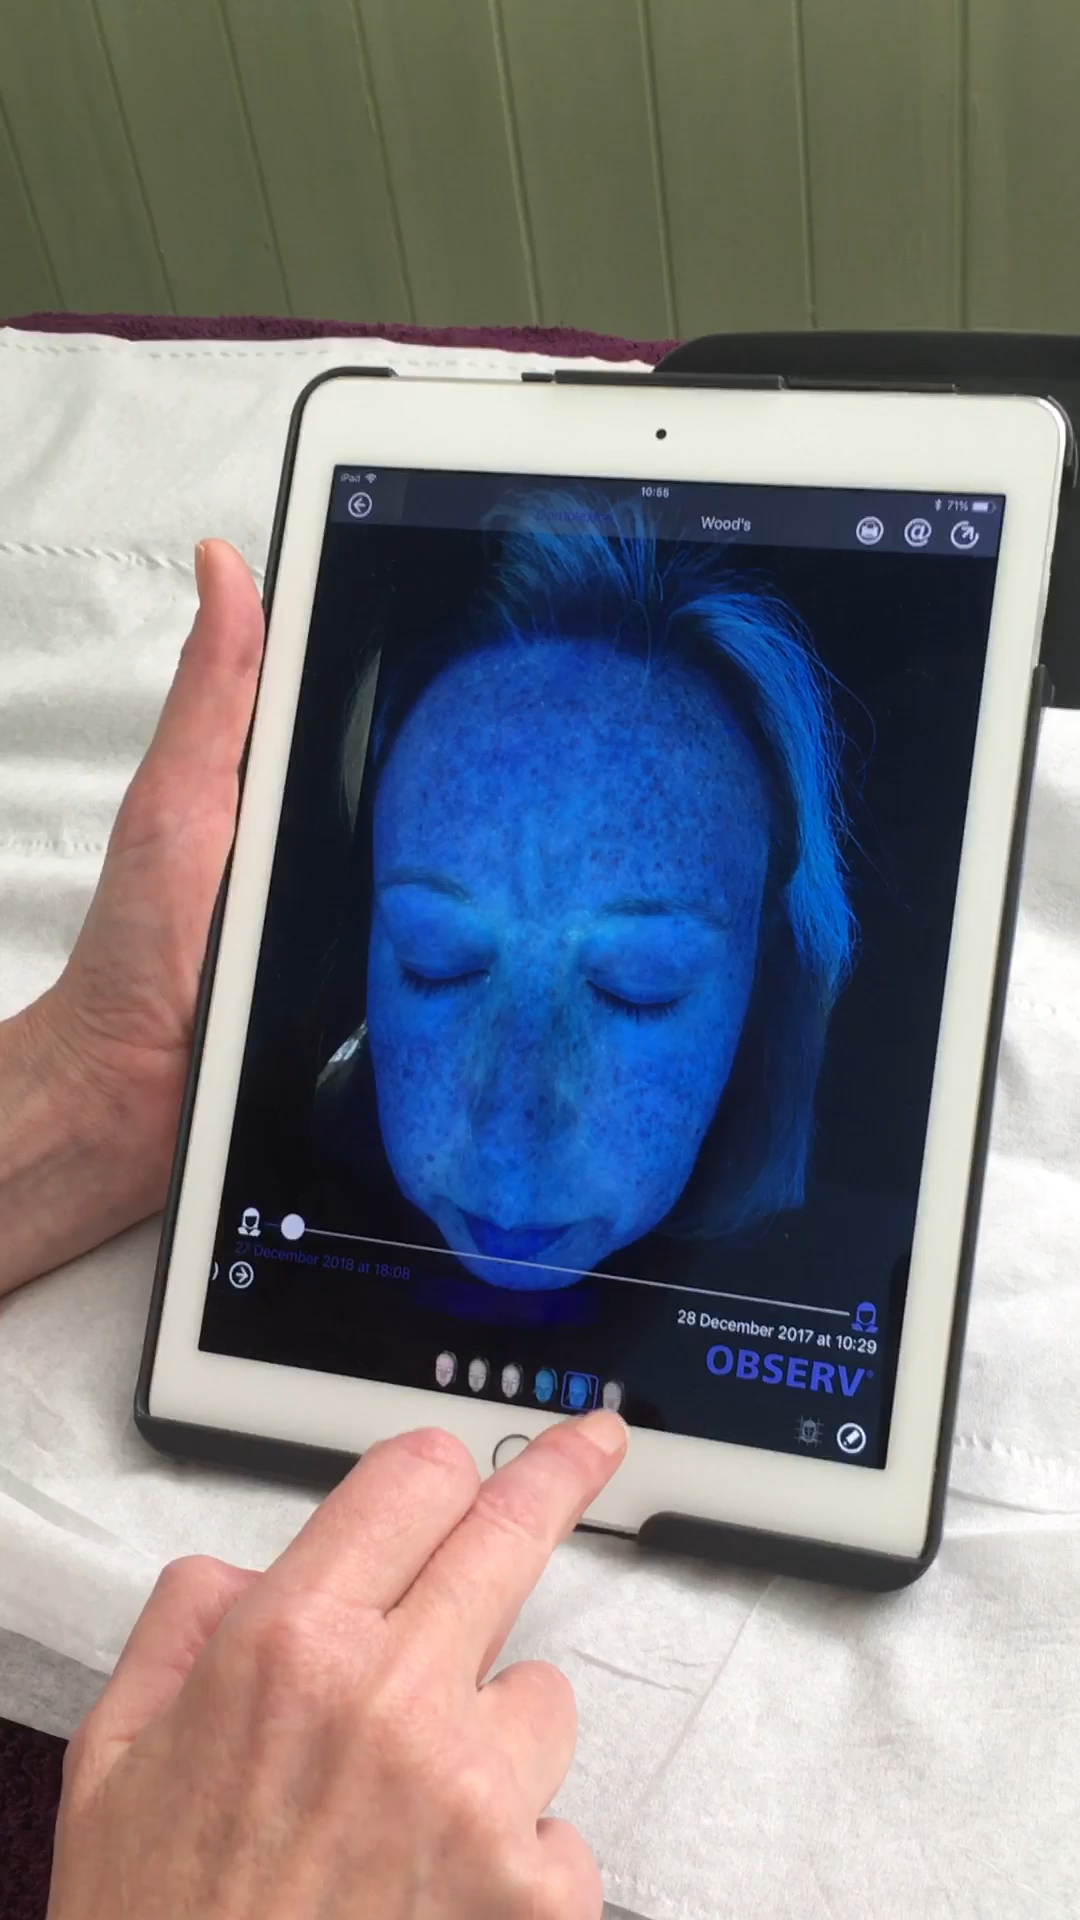 iPad
10:56
71%
Wood's
27 December 2018 at 18:08
28 December 2017 at 10:29
OBSERV®